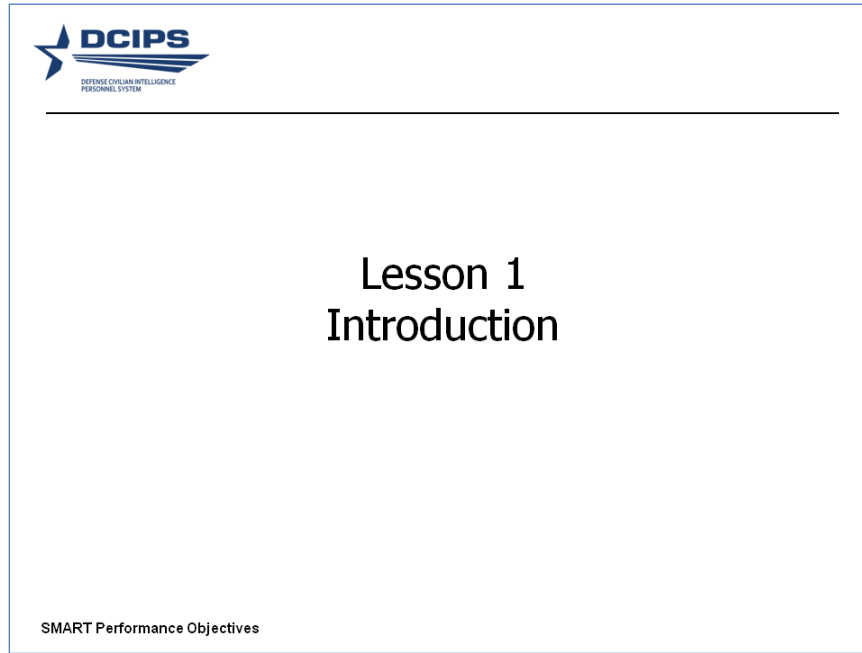 DCIPS
DEFENSE CIVILIAN INTELLIGENCE
PERSONNEL SYSTEM
Lesson 1
Introduction
SMART Performance Objectives